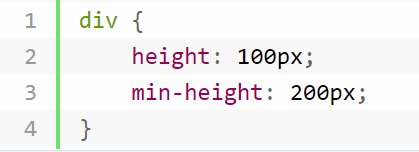 1 div {
2     height: 100px;
3     min-height: 200px;
4 }